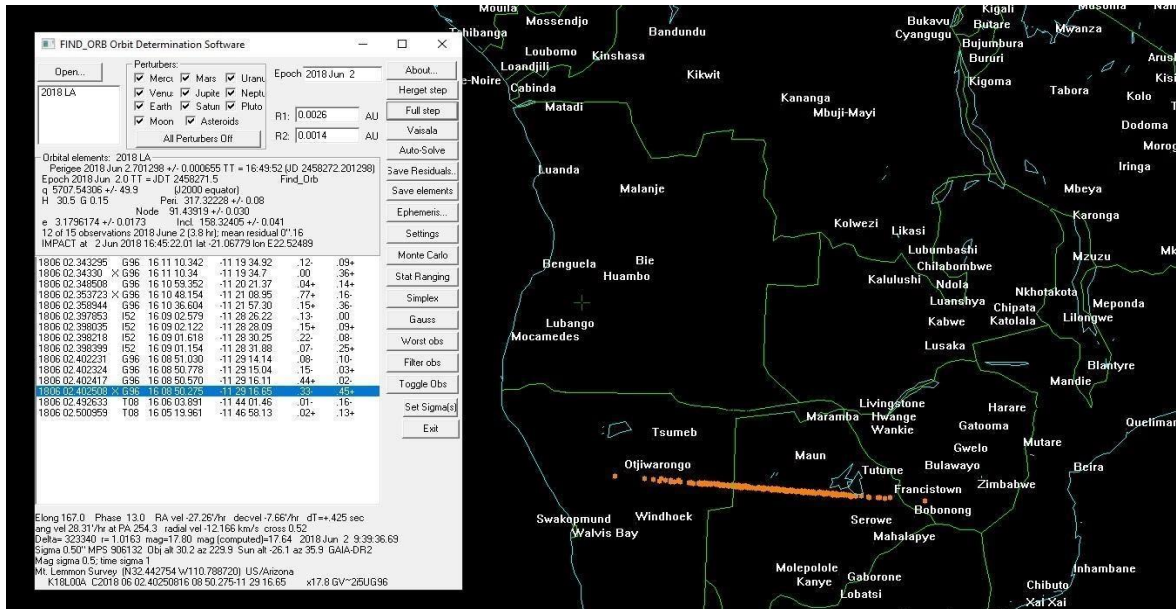 FIND_ORB Orbit Determination Software
Open...
Perturbers:
Mercu Mars Uranu
Venu: Jupite Neptu
Earth Satur Pluto
Moon Asteroids
All Perturbers Off
Epoch 2018 Jun 2
R1: 0.0026 AU
R2: 0.0014 AU
2018 LA
About...
Herget step
Full step
Vaisala
Auto-Solve
Save Residuals..
Save elements
Ephemeris...
Settings
Monte Carlo
Stat Ranging
Simplex
Gauss
Worst obs
Filter obs
Toggle Obs
Set Sigma(s)
Exit
Orbital elements: 2018 LA
Perigee 2018 Jun 2.701298 +/- 0.000655 TT = 16:49:52 (JD 2458272.201298)
Epoch 2018 Jun 2.0 TT = JDT 2458271.5 Find_Orb
q 5707.54306 +/- 49.9 (J2000 equator)
H 30.5 G 0.15 Peri. 317.32228 +/- 0.08
Node 91.43919 +/- 0.030
e 3.1796174 +/- 0.0173 Incl. 158.32405 +/- 0.041
12 of 15 observations 2018 June 2 (3.8 hr); mean residual 0".16
IMPACT at 2 Jun 2018 16:45:22.01 lat -21.06779 lon E22.52489
1806 02.343295 G96 16 11 10.342 -11 19 34.92 .12- .09+
1806 02.34330 X G96 16 11 10.34 -11 19 34.7 .00 .36+
1806 02.348508 G96 16 10 59.352 -11 20 21.37 .04+ .14+
1806 02.353723 X G96 16 10 48.154 -11 21 08.95 .77+ .16-
1806 02.358944 G96 16 10 36.604 -11 21 57.30 .15+ .36-
1806 02.397853 I52 16 09 02.579 -11 28 26.22 .13- .00
1806 02.398035 I52 16 09 02.122 -11 28 28.09 .15+ .09+
1806 02.398218 I52 16 09 01.618 -11 28 30.25 .22- .08-
1806 02.398399 I52 16 09 01.154 -11 28 31.88 .07- .25+
1806 02.402231 G96 16 08 51.030 -11 29 14.14 .08- .10-
1806 02.402324 G96 16 08 50.778 -11 29 15.04 .15- .03+
1806 02.402417 G96 16 08 50.570 -11 29 16.11 .44+ .02-
1806 02.402508 X G96 16 08 50.275 -11 29 16.65 .33- .45+
1806 02.492633 T08 16 06 03.891 -11 44 01.46 .01- .16-
1806 02.500959 T08 16 05 19.961 -11 46 58.13 .02+ .13+
Elong 167.0 Phase 13.0 RA vel -27.26'/hr decvel -7.66'/hr dT=+.425 sec
ang vel 28.31'/hr at PA 254.3 radial vel -12.166 km/s cross 0.52
Delta= 323340 r= 1.0163 mag=17.80 mag (computed)=17.64 2018 Jun 2 9:39:36.69
Sigma 0.50" MPS 906132 Obj alt 30.2 az 229.9 Sun alt -26.1 az 35.9 GAIA-DR2
Mag sigma 0.5; time sigma 1
Mt. Lemmon Survey (N32.442754 W110.788720) US/Arizona
K18L00A C2018 06 02.40250816 08 50.275-11 29 16.65 x17.8 GV~2i5UG96
Mouila
Mossendjo
Tchibanga
Bandundu
Loubomo
Kinshasa
Loandjili
e-Noire
Cabinda
Kikwit
Matadi
Kananga
Mbuji-Mayi
Kigali
Bukavu
Butare
Cyangugu
Mwanza
Bujumbura
Bururi
Kigoma
Arush
Tabora
Kolo
Dodoma
Morog
Iringa
Luanda
Malanje
Mbeya
Karonga
Kolwezi
Likasi
Lubumbashi
Mzuzu
Benguela
Bie
Huambo
Chilabombwe
Kalulushi
Ndola
Nkhotakota
Luanshya
Chipata
Meponda
Lubango
Kabwe
Katolala
Lilongwe
Mocamedes
Lusaka
Blantyre
Mandie
Livingstone
Maramba
Hwange
Wankie
Harare
Gatooma
Quelimar
Tsumeb
Mutare
Maun
Gwelo
Otjiwarongo
Tutume
Bulawayo
Beira
Zimbabwe
Francistown
Bobonong
Swakopmund
Windhoek
Serowe
Walvis Bay
Mahalapye
Molepolole
Gaborone
Kanye
Lobatsi
Inhambane
Chibuto
Xai Xai